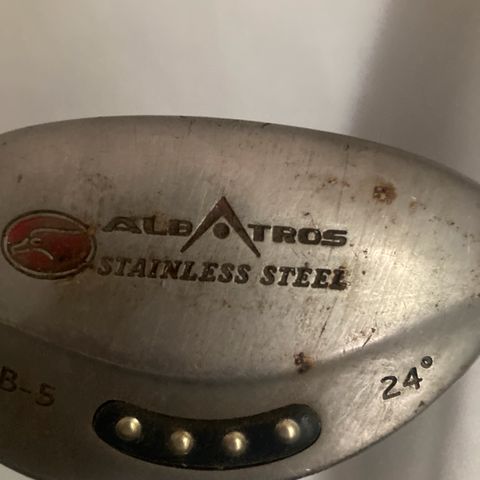 ALBATROS
STAINLESS STEEL
B-5
24°